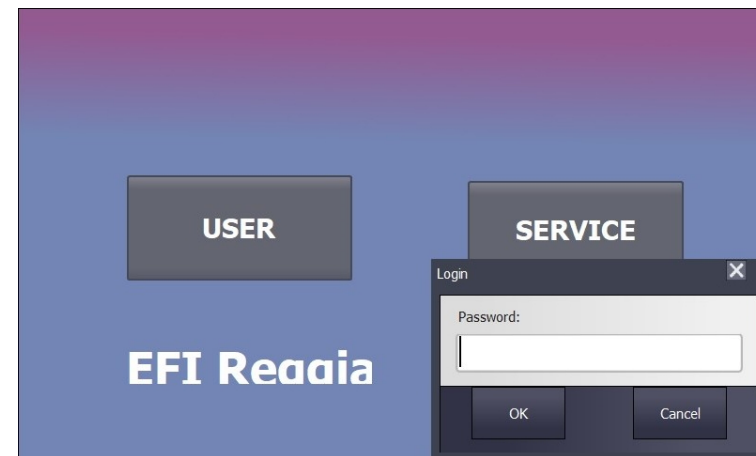 USER
SERVICE
Login
Password:
EFI Reggia
OK
Cancel